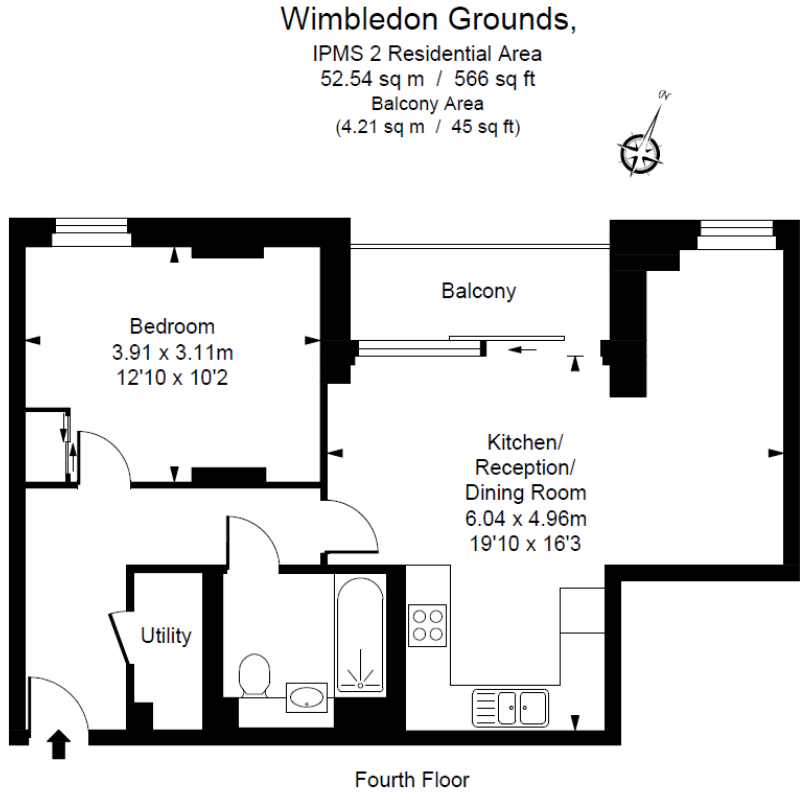 Wimbledon Grounds,
IPMS 2 Residential Area
52.54 sq m / 566 sq ft
Balcony Area
(4.21 sq m / 45 sq ft)
N
Balcony
Bedroom
3.91 x 3.11m
12'10 x 10'2
Kitchen/
Reception/
Dining Room
6.04 x 4.96m
19'10 x 16'3
Utility
Fourth Floor